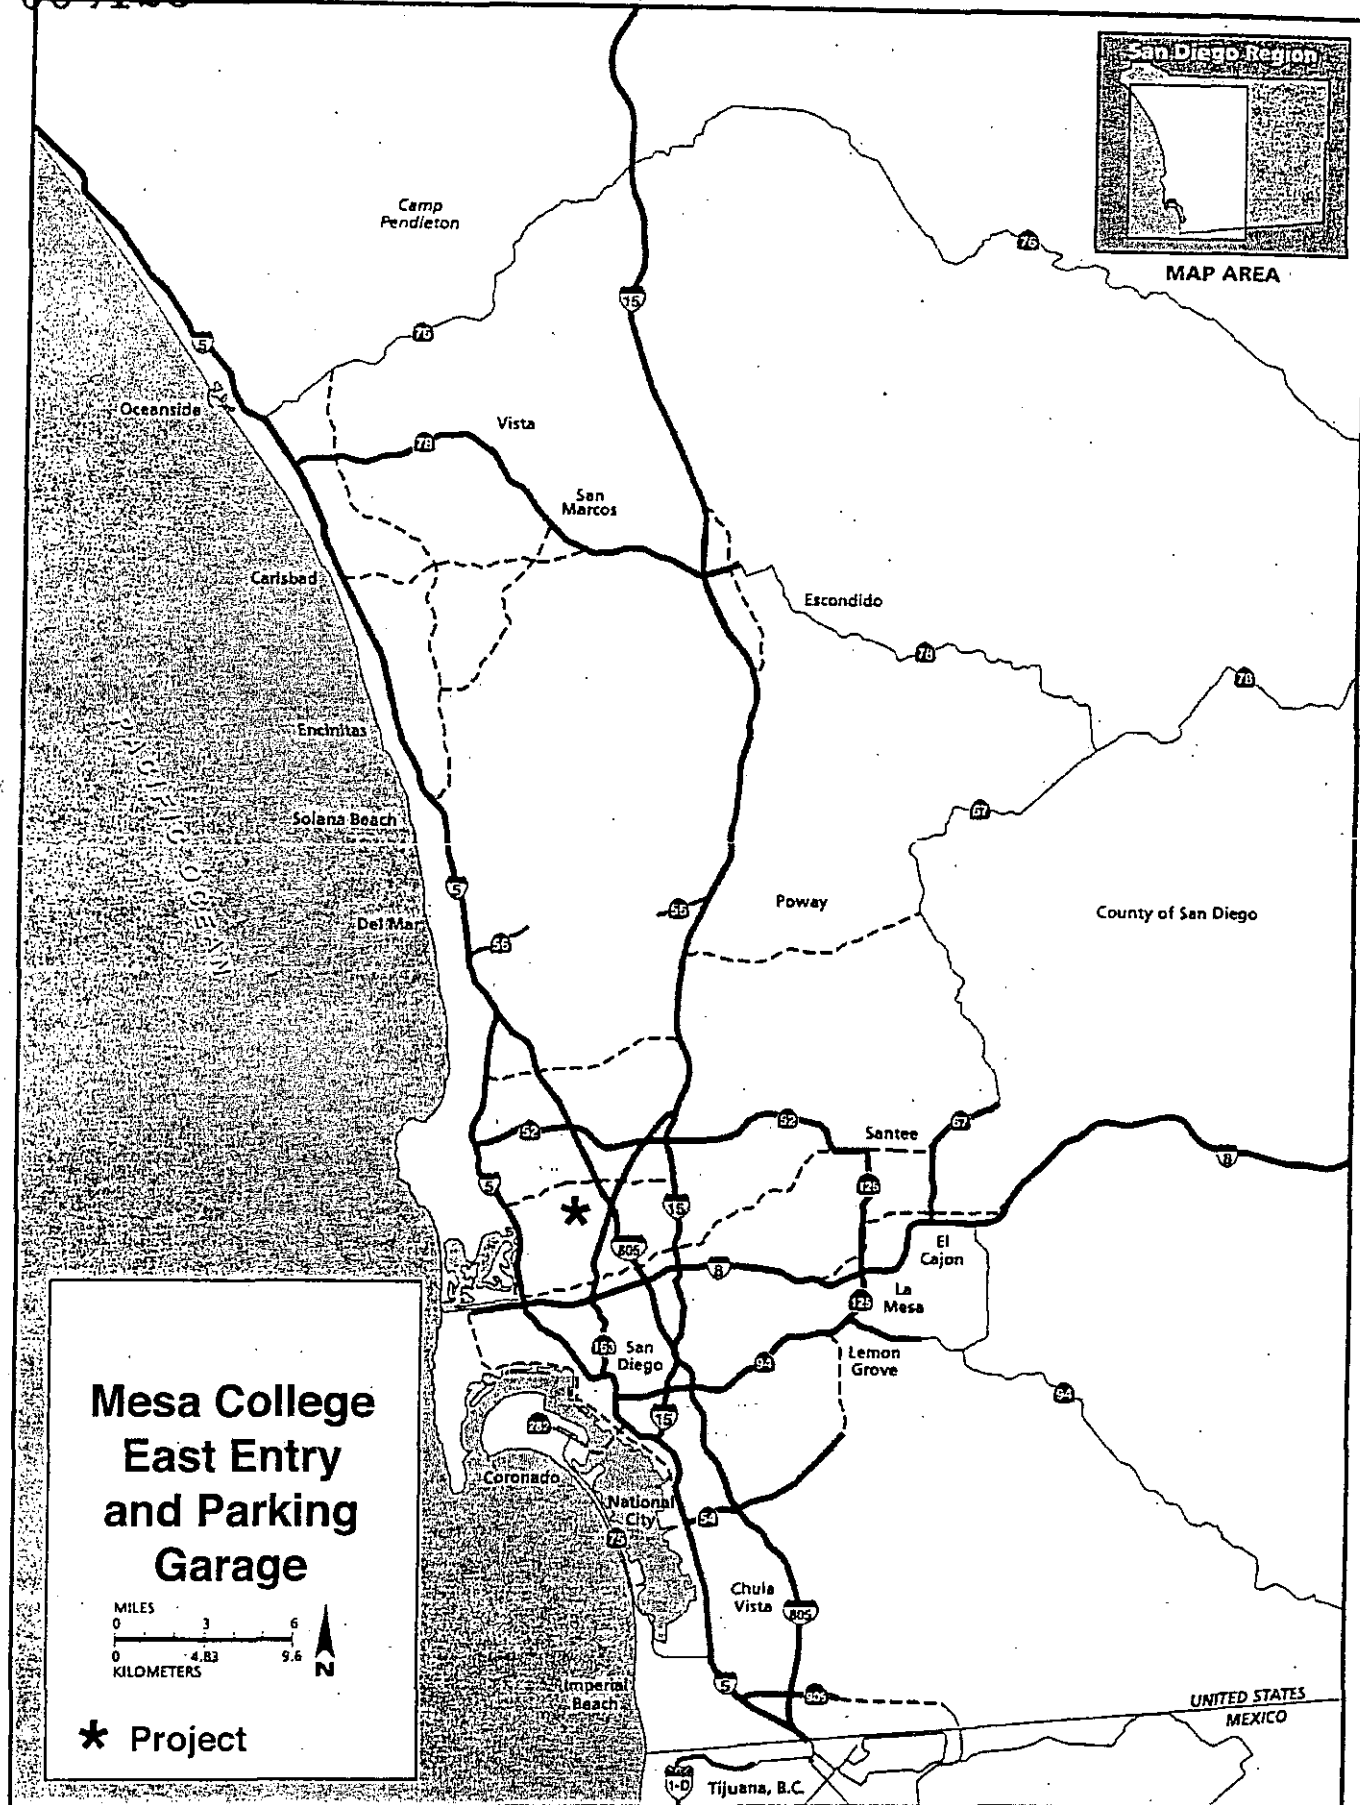 San Diego Region
MAP AREA
Camp
Pendleton
76
15
76
5
Oceanside
Vista
78
San
Marcos
Carlsbad
Escondido
78
78
Encinitas
PACIFIC OCEAN
67
Solana Beach
5
56
Poway
County of San Diego
Del Mar
56
52
52
Santee
67
8
5
125
15
805
El
Cajon
8
La
Mesa
125
163
San
Diego
Lemon
Grove
94
94
15
282
Coronado
National
City
54
75
Chula
Vista
805
5
Imperial
Beach
905
UNITED STATES
MEXICO
1-D
Tijuana, B.C.
Mesa College
East Entry
and Parking
Garage
MILES
0 3 6
0 4.83 9.6
KILOMETERS
N
* Project